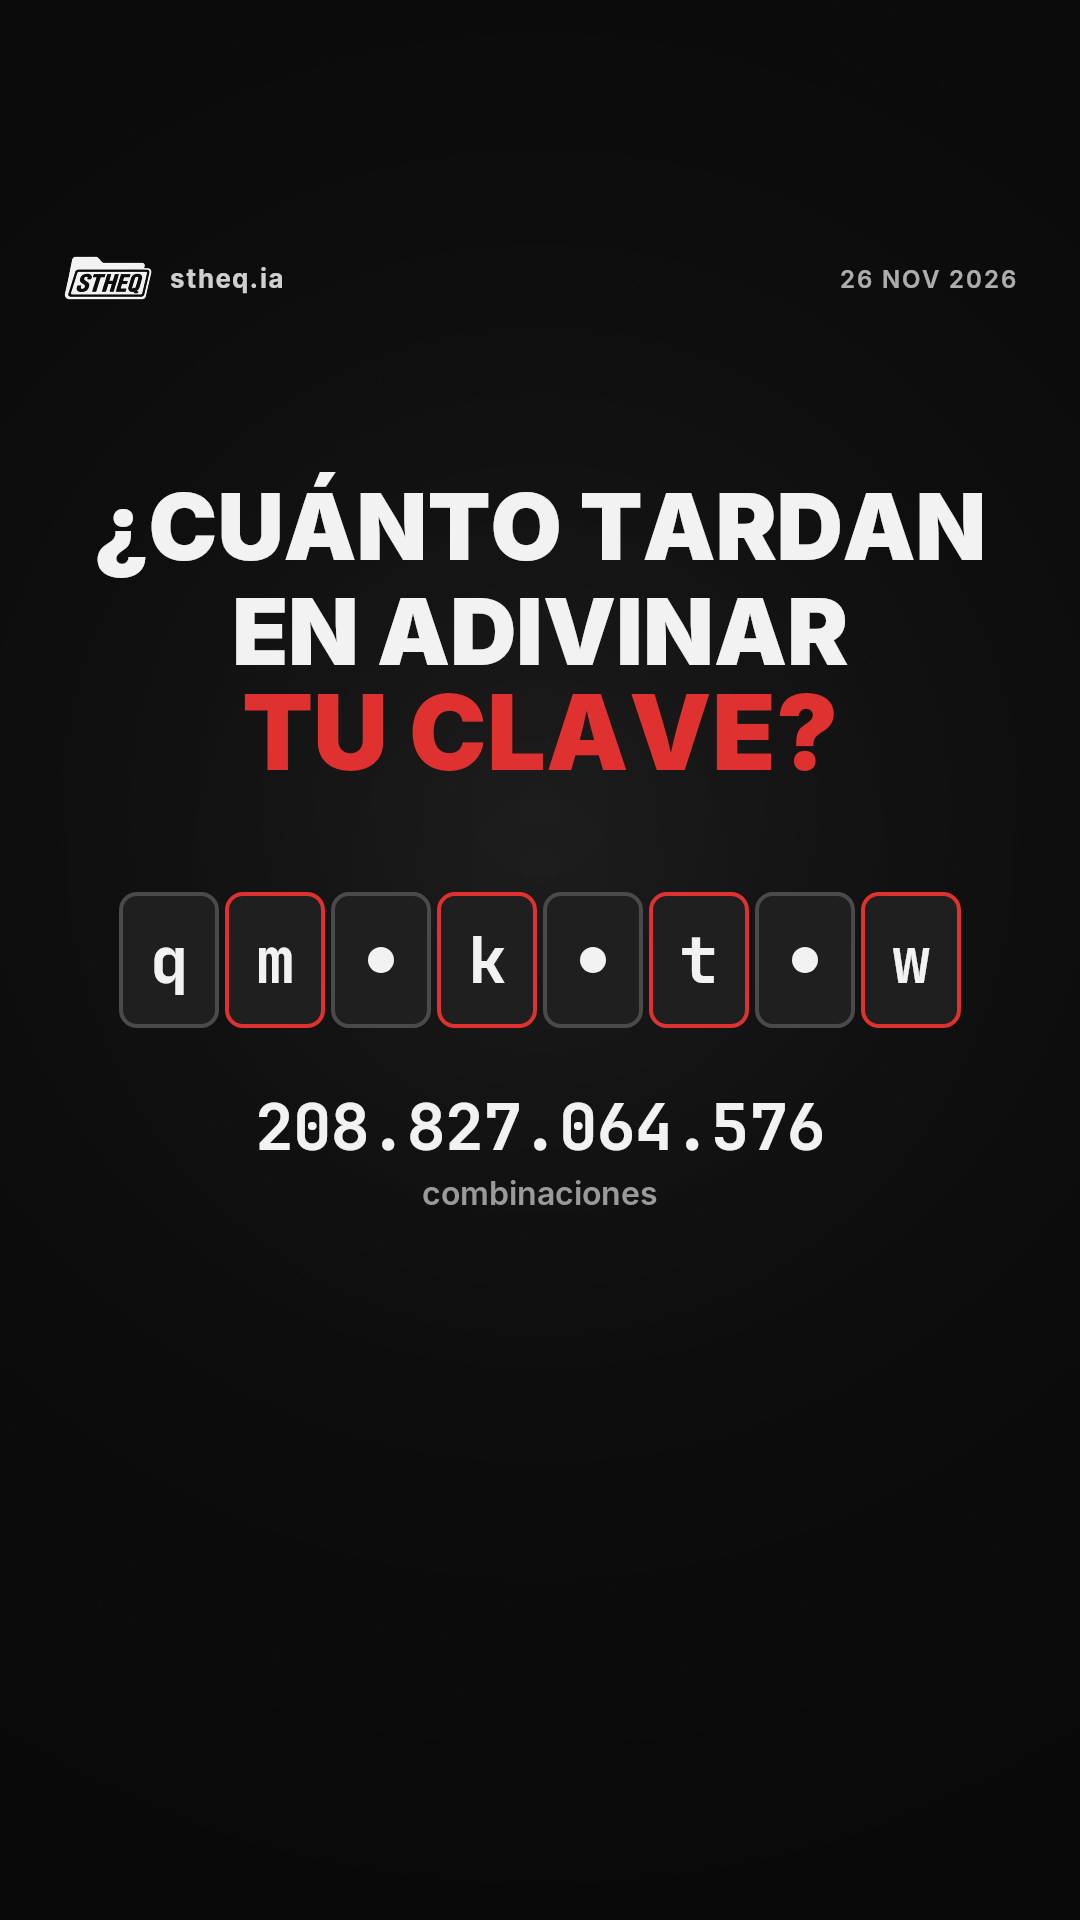 STHEQ stheq.ia
26 NOV 2026
¿CUÁNTO TARDAN
EN ADIVINAR
TU CLAVE?
q m • k • t • w
208.827.064.576
combinaciones